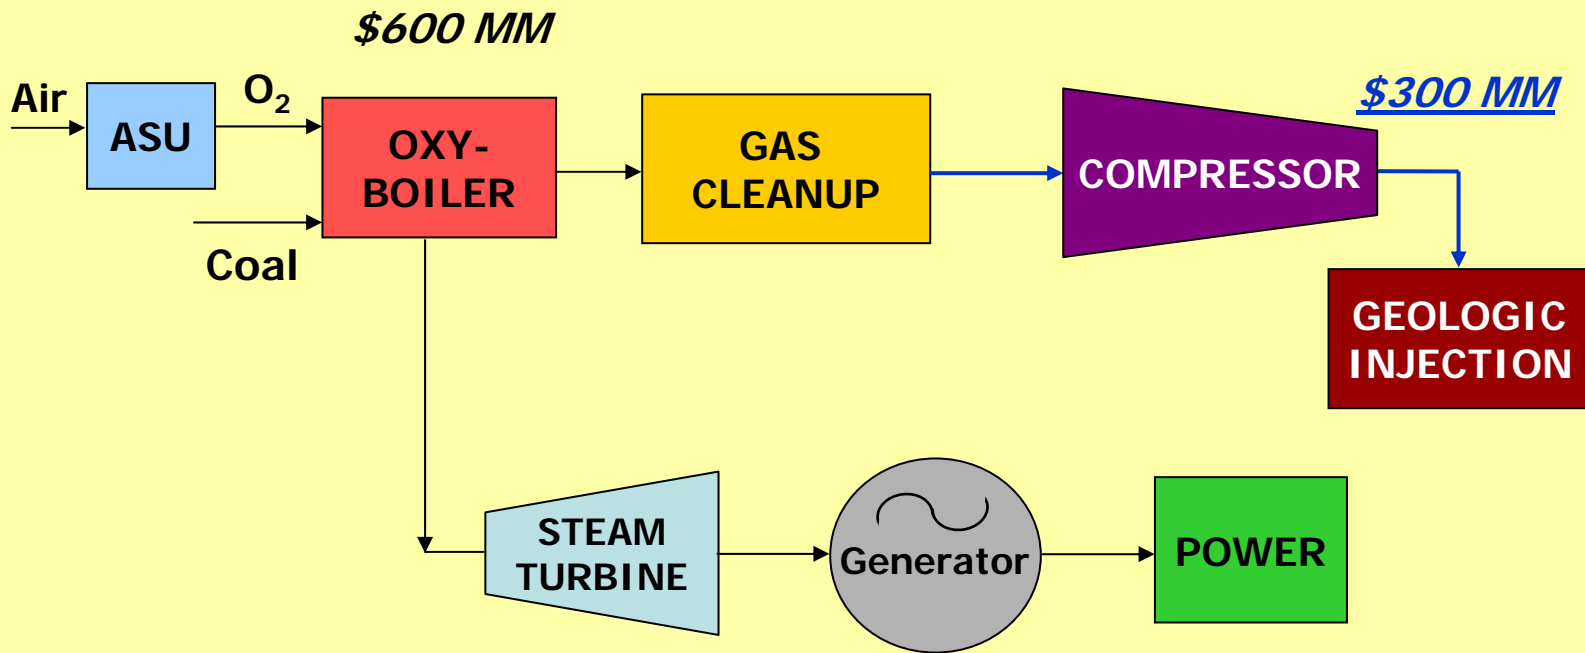 $600 MM
$300 MM
Air
O₂
ASU
OXY-
BOILER
GAS
CLEANUP
COMPRESSOR
Coal
GEOLOGIC
INJECTION
STEAM
TURBINE
Generator
POWER